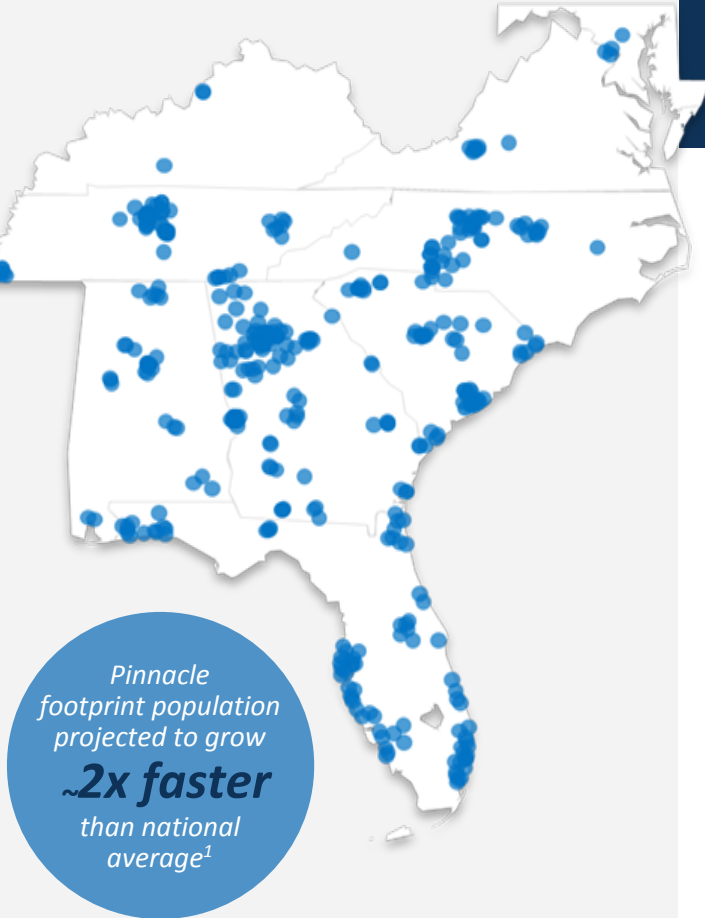 Pinnacle
footprint population
projected to grow
~2x faster
than national
average¹